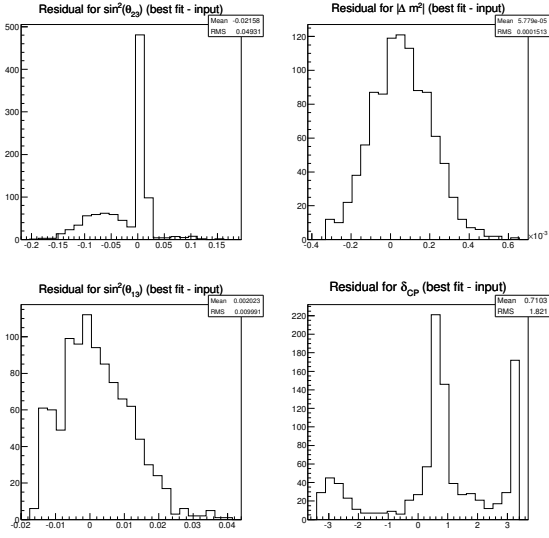 Residual for sin²(θ₂₃) (best fit - input)
Mean -0.02158
RMS 0.04931
500
400
300
200
100
0
-0.2 -0.15 -0.1 -0.05 0 0.05 0.1 0.15
Residual for |Δ m²| (best fit - input)
Mean 5.779e-05
RMS 0.0001513
120
100
80
60
40
20
0
-0.4 -0.2 0 0.2 0.4 0.6
×10⁻³
Residual for sin²(θ₁₃) (best fit - input)
Mean 0.002023
RMS 0.009991
100
80
60
40
20
0
-0.02 -0.01 0 0.01 0.02 0.03 0.04
Residual for δ_CP (best fit - input)
Mean 0.7103
RMS 1.821
220
200
180
160
140
120
100
80
60
40
20
0
-3 -2 -1 0 1 2 3